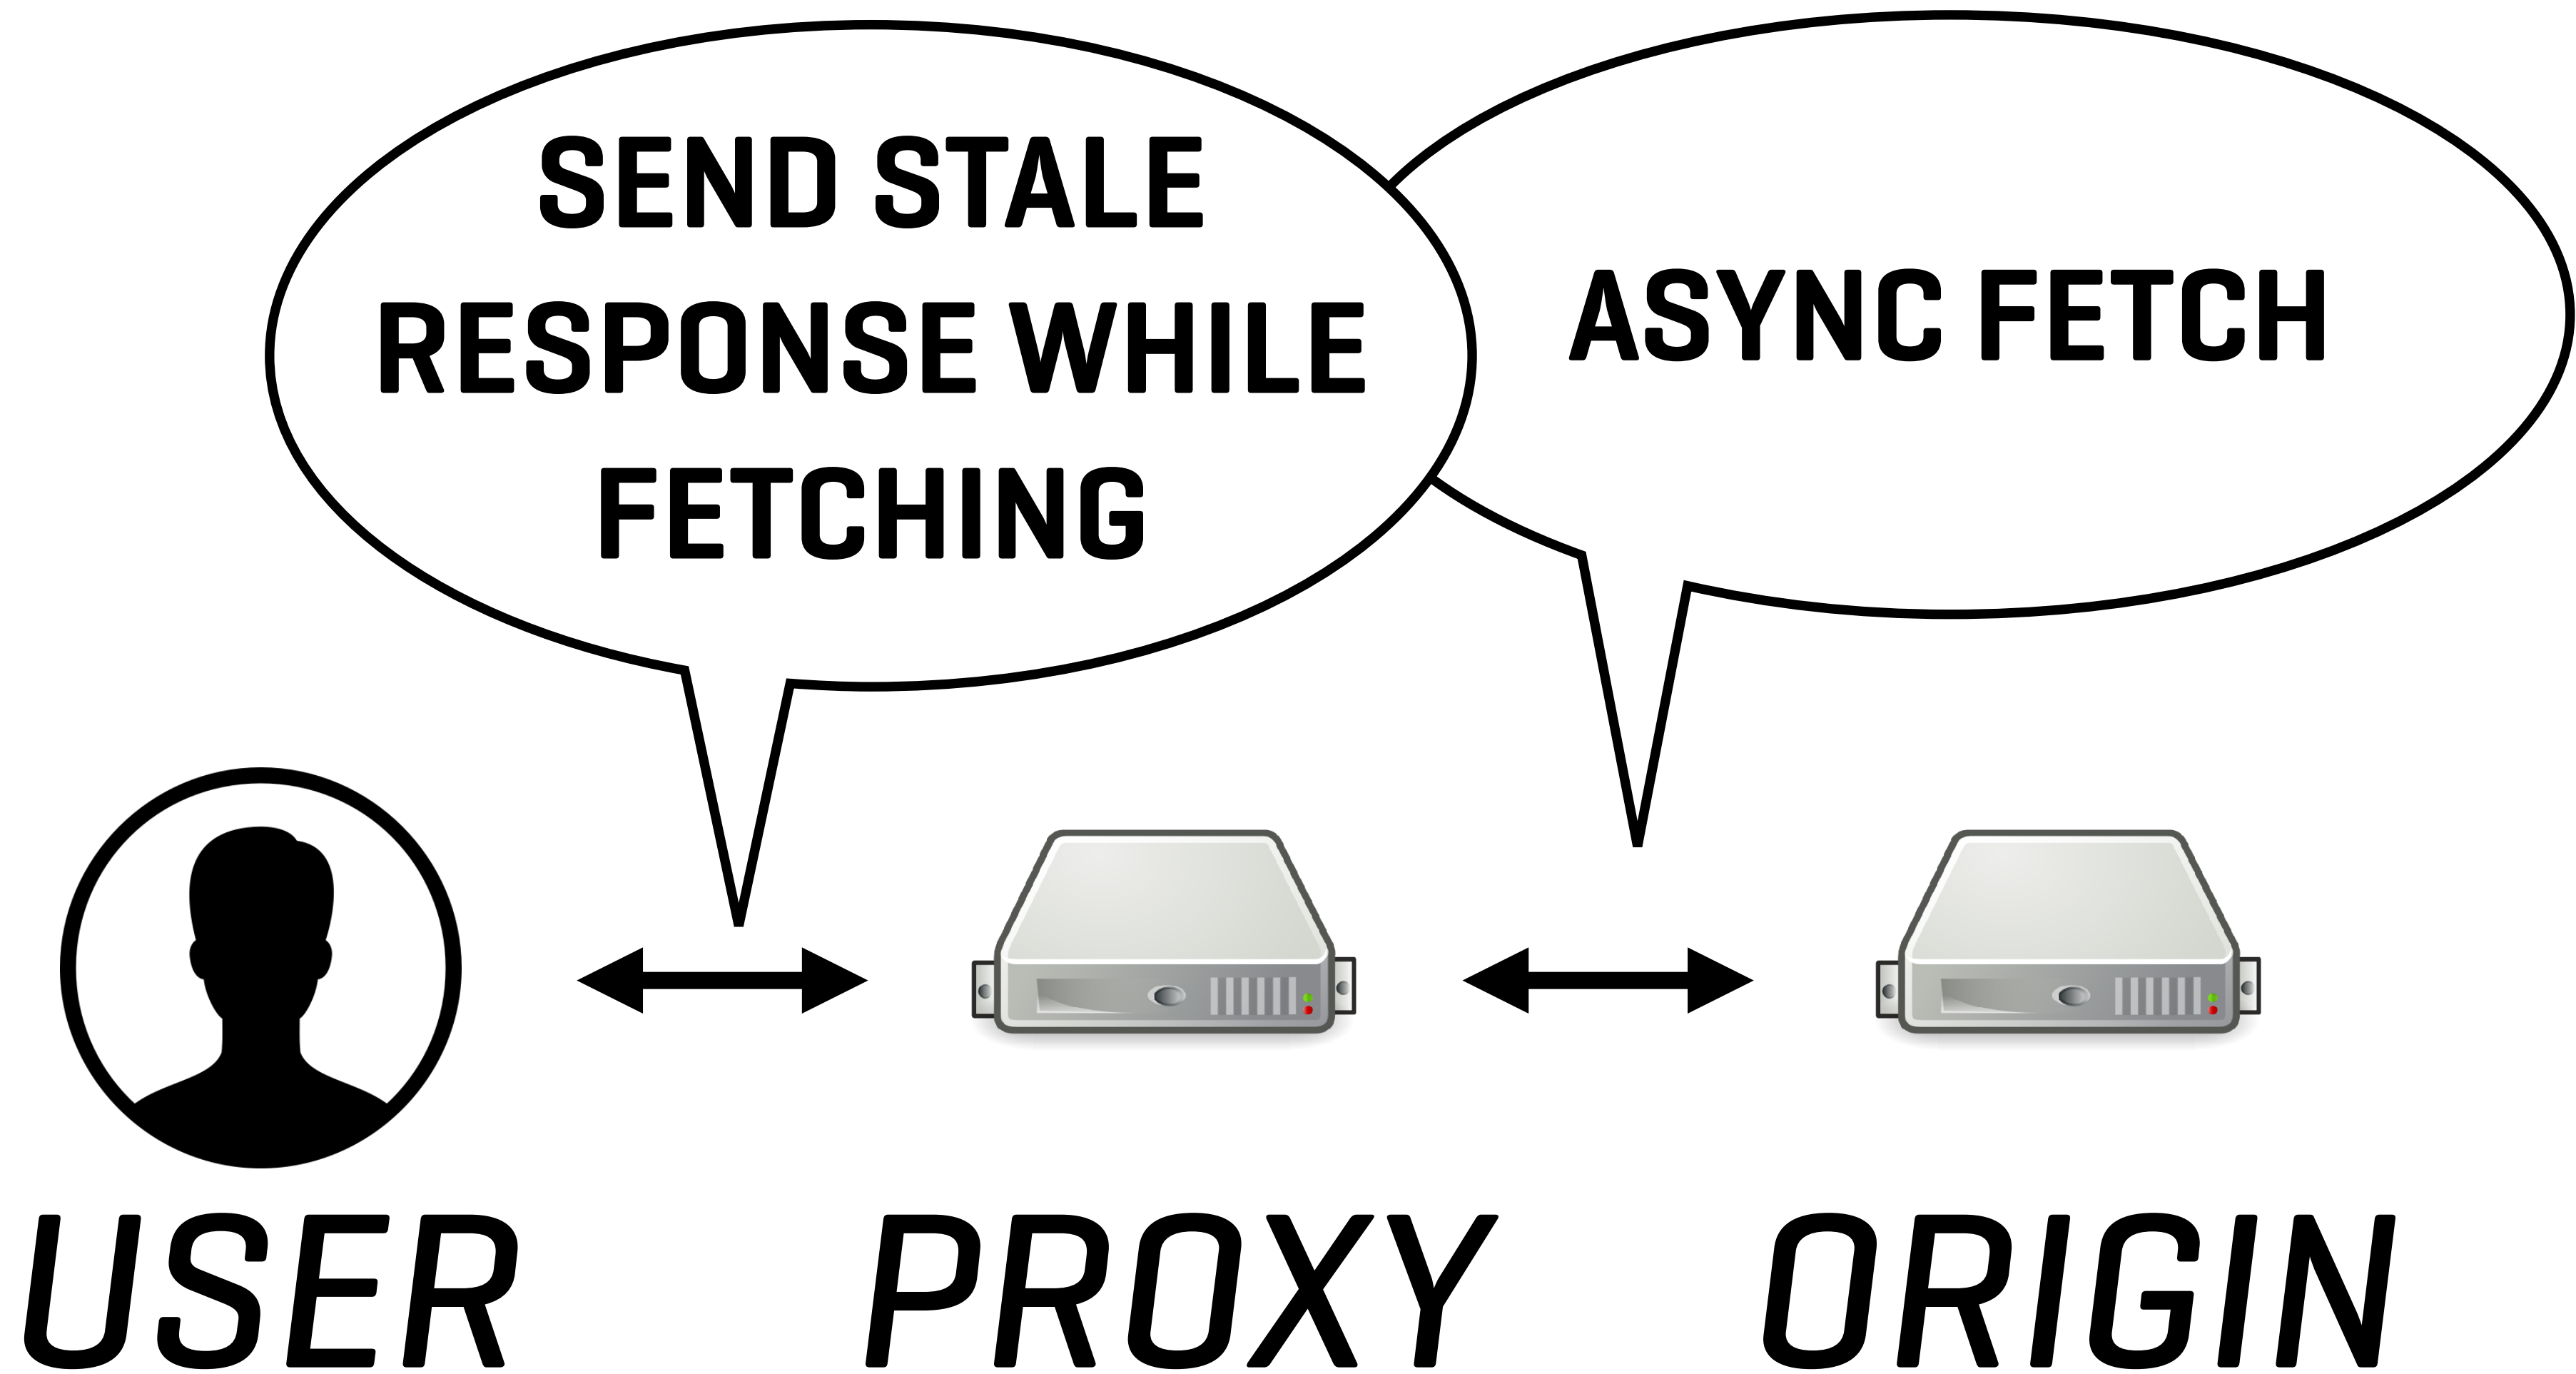 SEND STALE
RESPONSE WHILE
FETCHING
ASYNC FETCH
USER
PROXY
ORIGIN